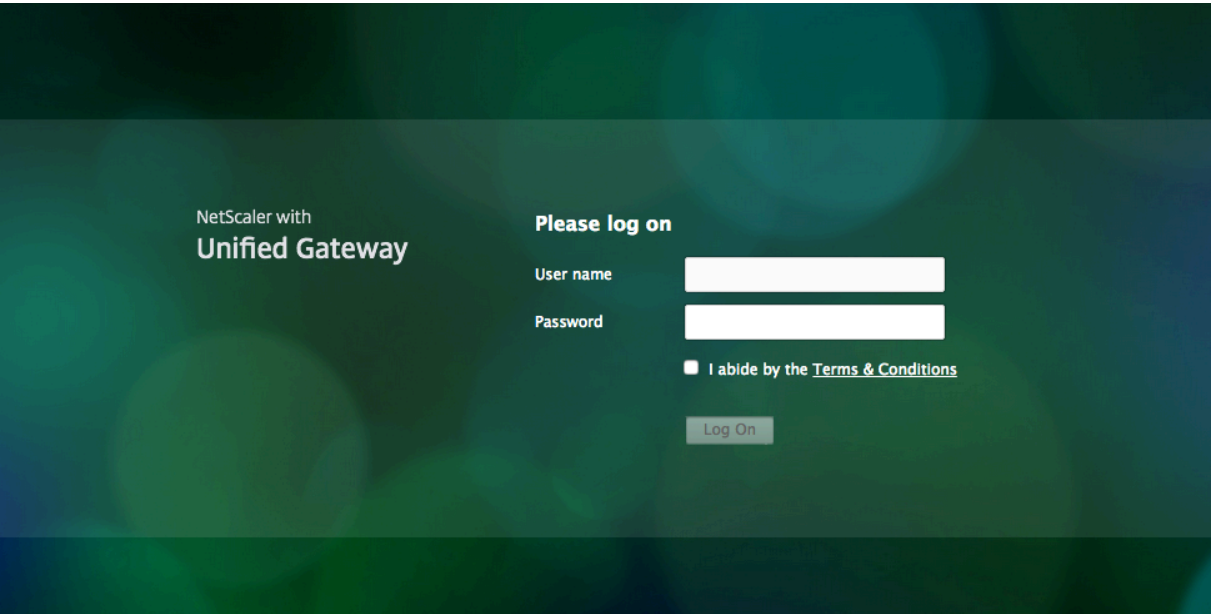 NetScaler with
Unified Gateway
Please log on
User name
Password
I abide by the Terms & Conditions
Log On